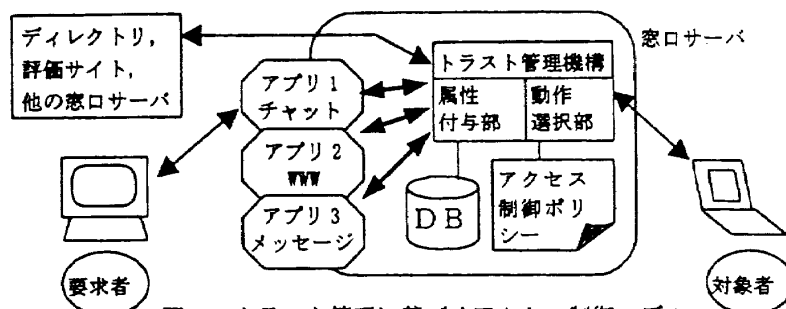 ディレクトリ,
評価サイト,
他の窓口サーバ
窓口サーバ
トラスト管理機構
属性
付与部
動作
選択部
アプリ1
チャット
アプリ2
WWW
アプリ3
メッセージ
DB
アクセス
制御ポリ
シー
要求者
対象者